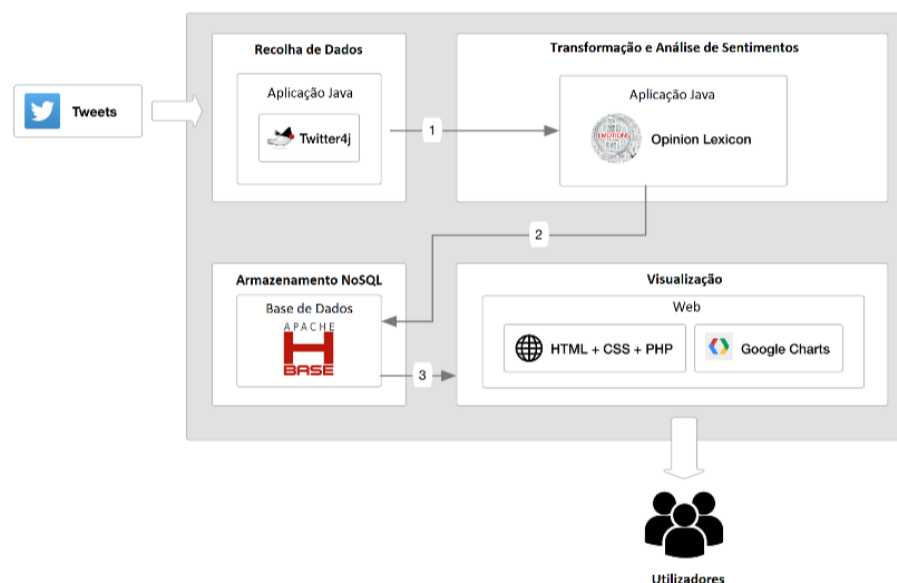 Recolha de Dados
Aplicação Java
Twitter4j
Tweets
1
Transformação e Análise de Sentimentos
Aplicação Java
EMOTIONS
Opinion Lexicon
2
Armazenamento NoSQL
Base de Dados
APACHE
H
BASE
3
Visualização
Web
HTML + CSS + PHP
Google Charts
Utilizadores